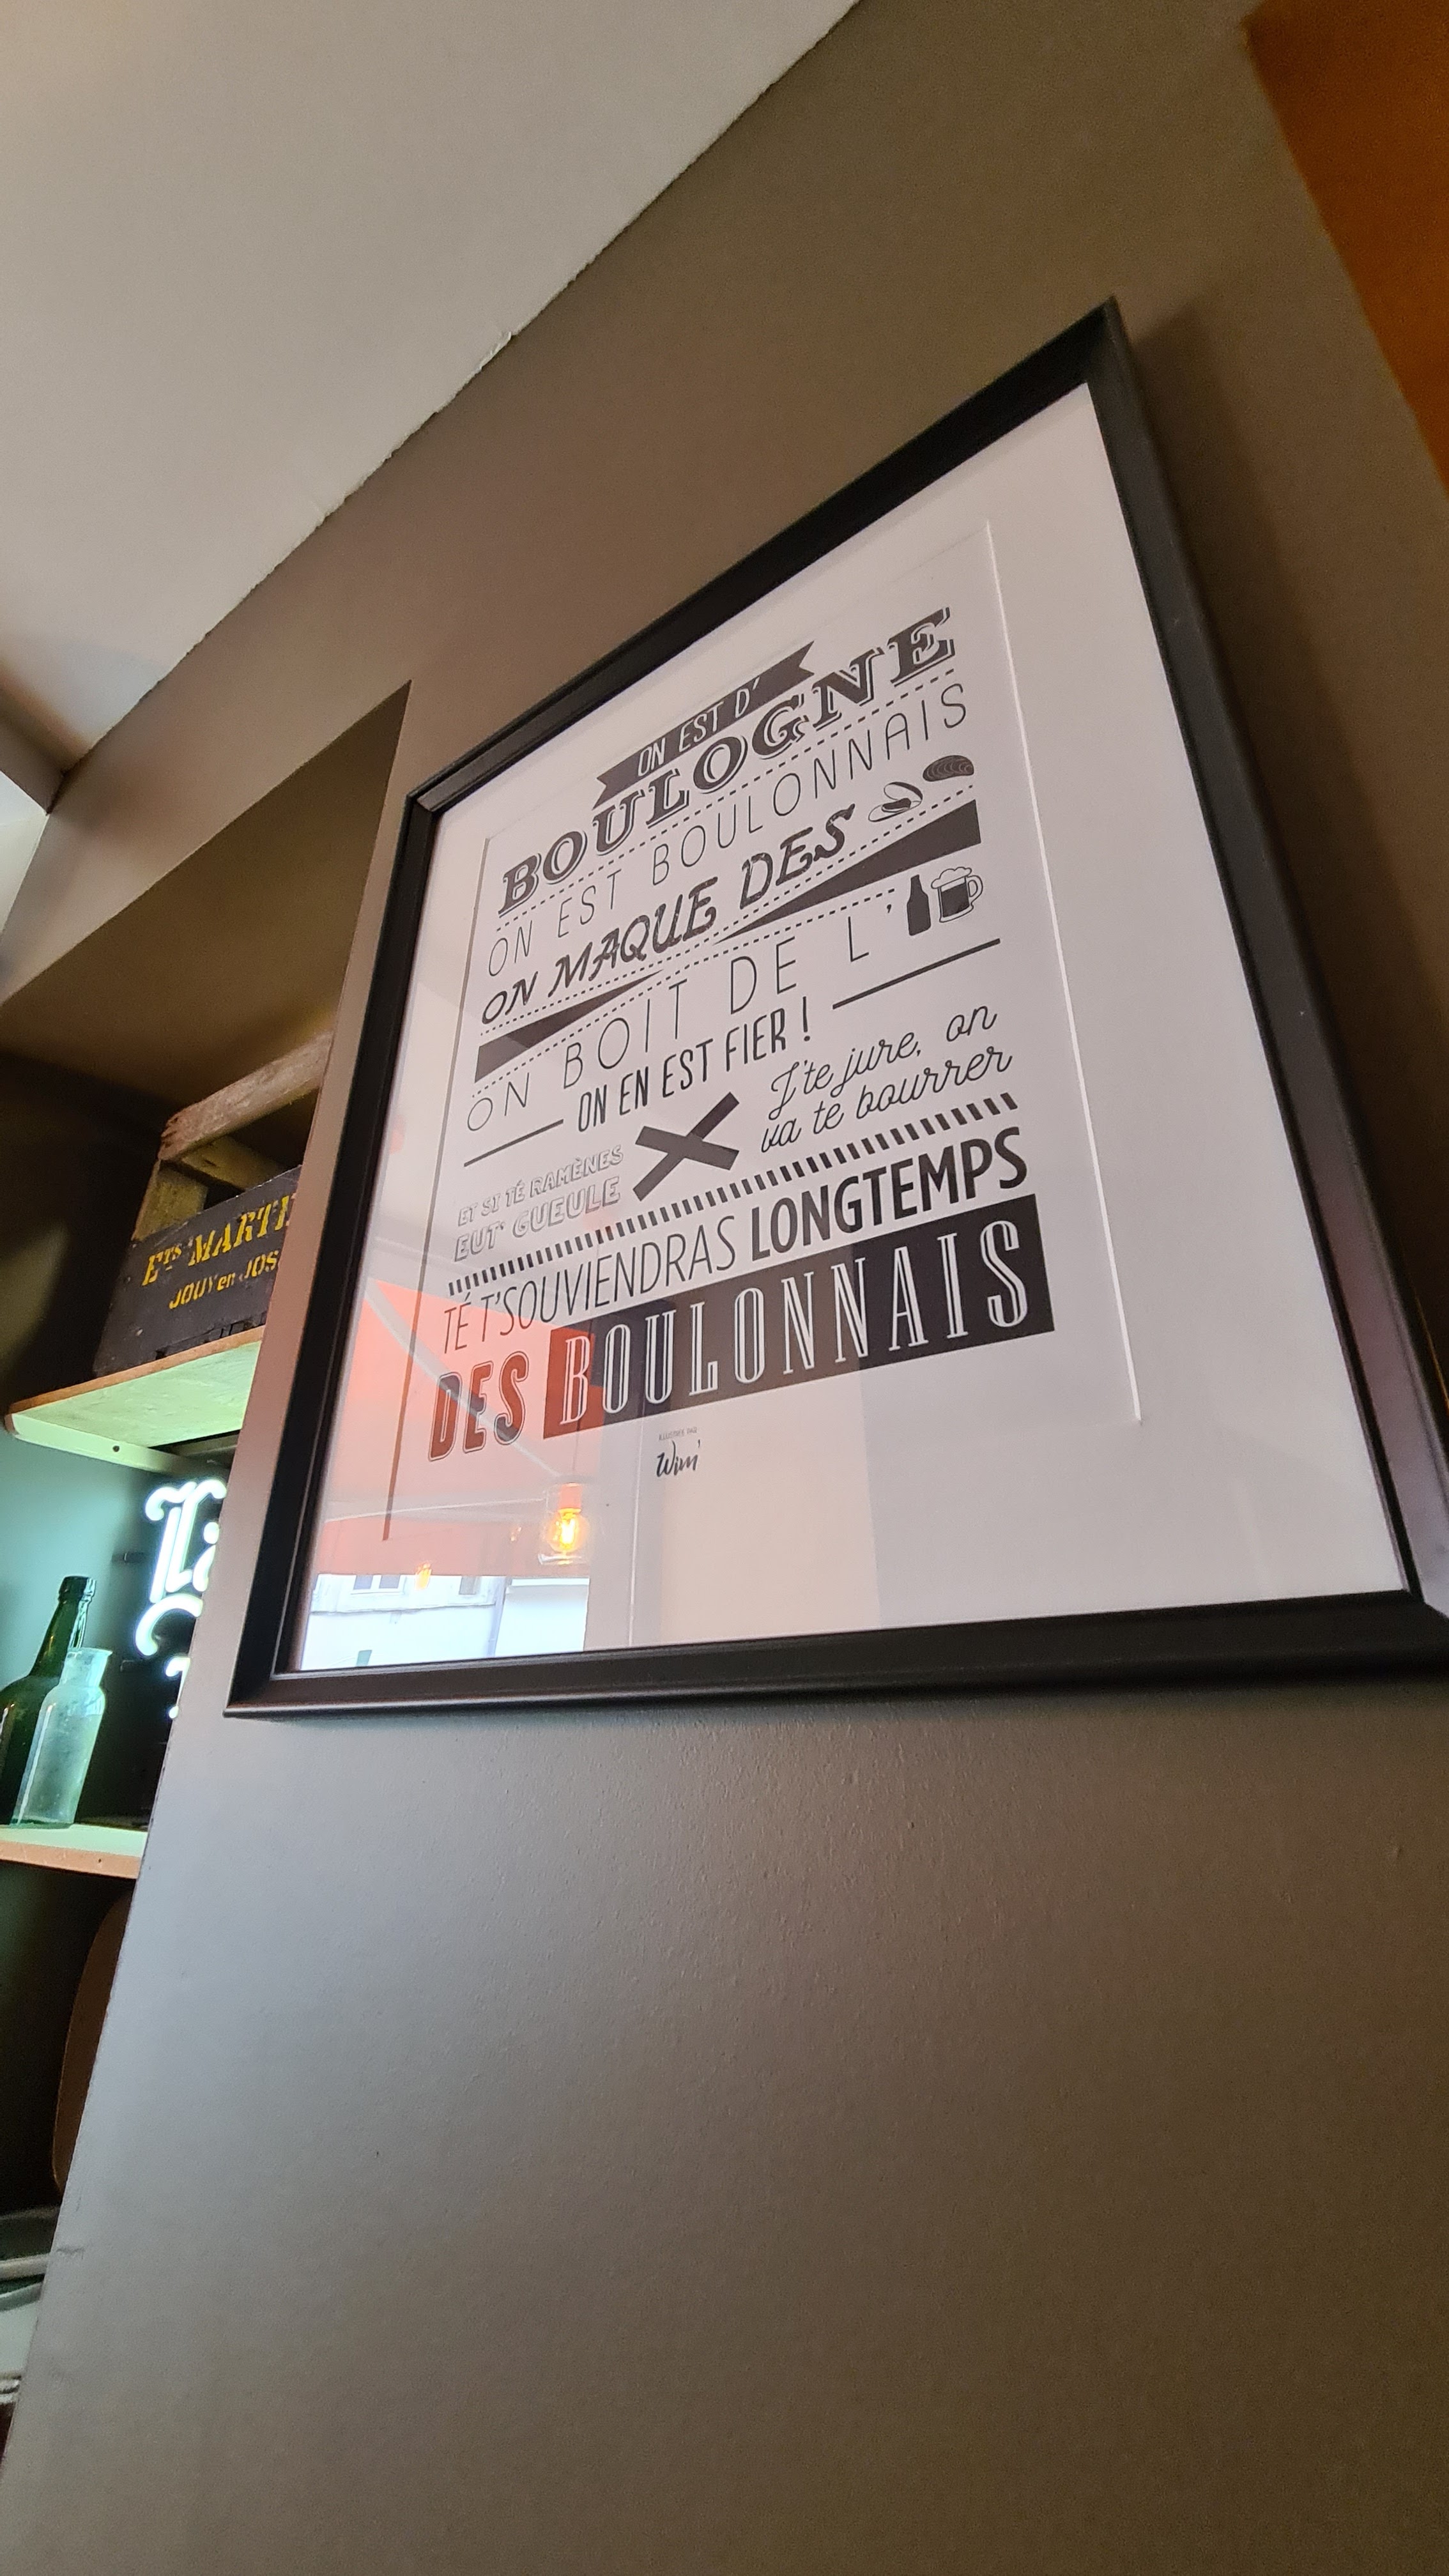 ON EST D'
BOULOGNE
ON EST BOULONNAIS
ON MAQUE DES
ON BOIT DE L'
ON EN EST FIER !
ET SI TÉ RAMÈNES
EUT' GUEULE
J'te jure, on
va te bourrer
TÉ T'SOUVIENDRAS LONGTEMPS
DES BOULONNAIS
Wim'
ETS MARTI
JOUY en JOS